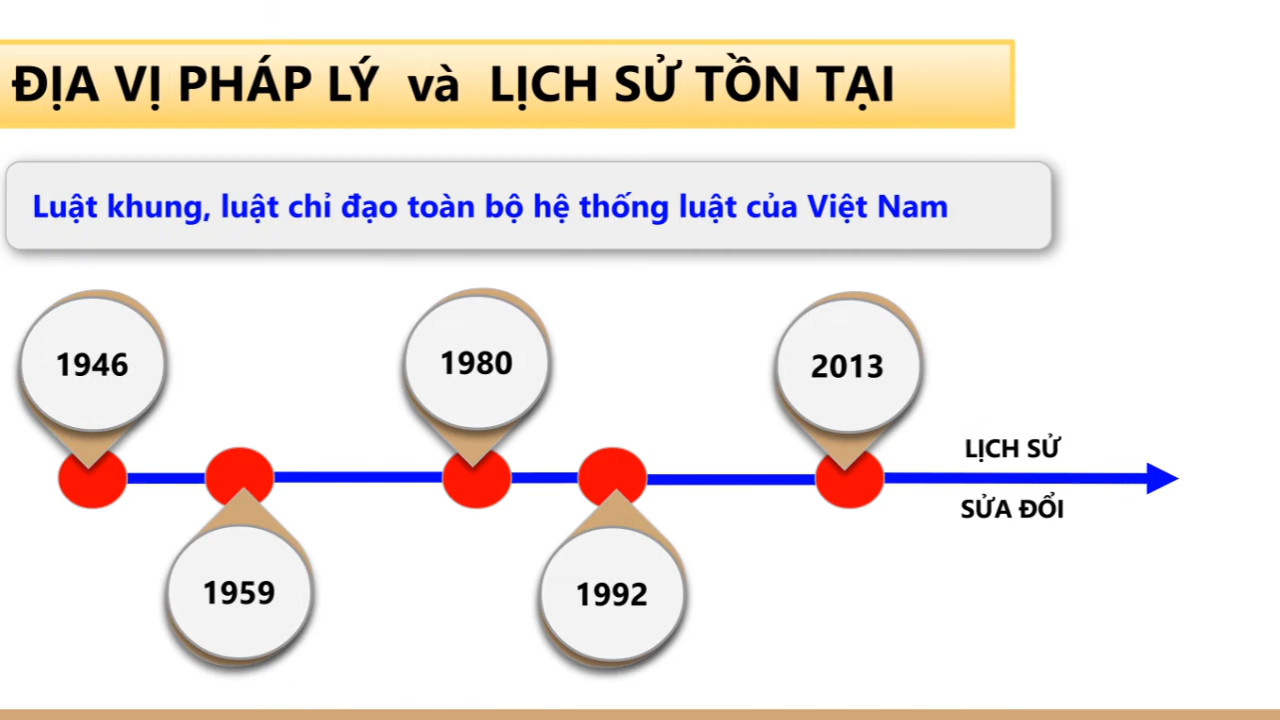 ĐỊA VỊ PHÁP LÝ và LỊCH SỬ TỒN TẠI
Luật khung, luật chỉ đạo toàn bộ hệ thống luật của Việt Nam
1946
1980
2013
LỊCH SỬ
SỬA ĐỔI
1959
1992